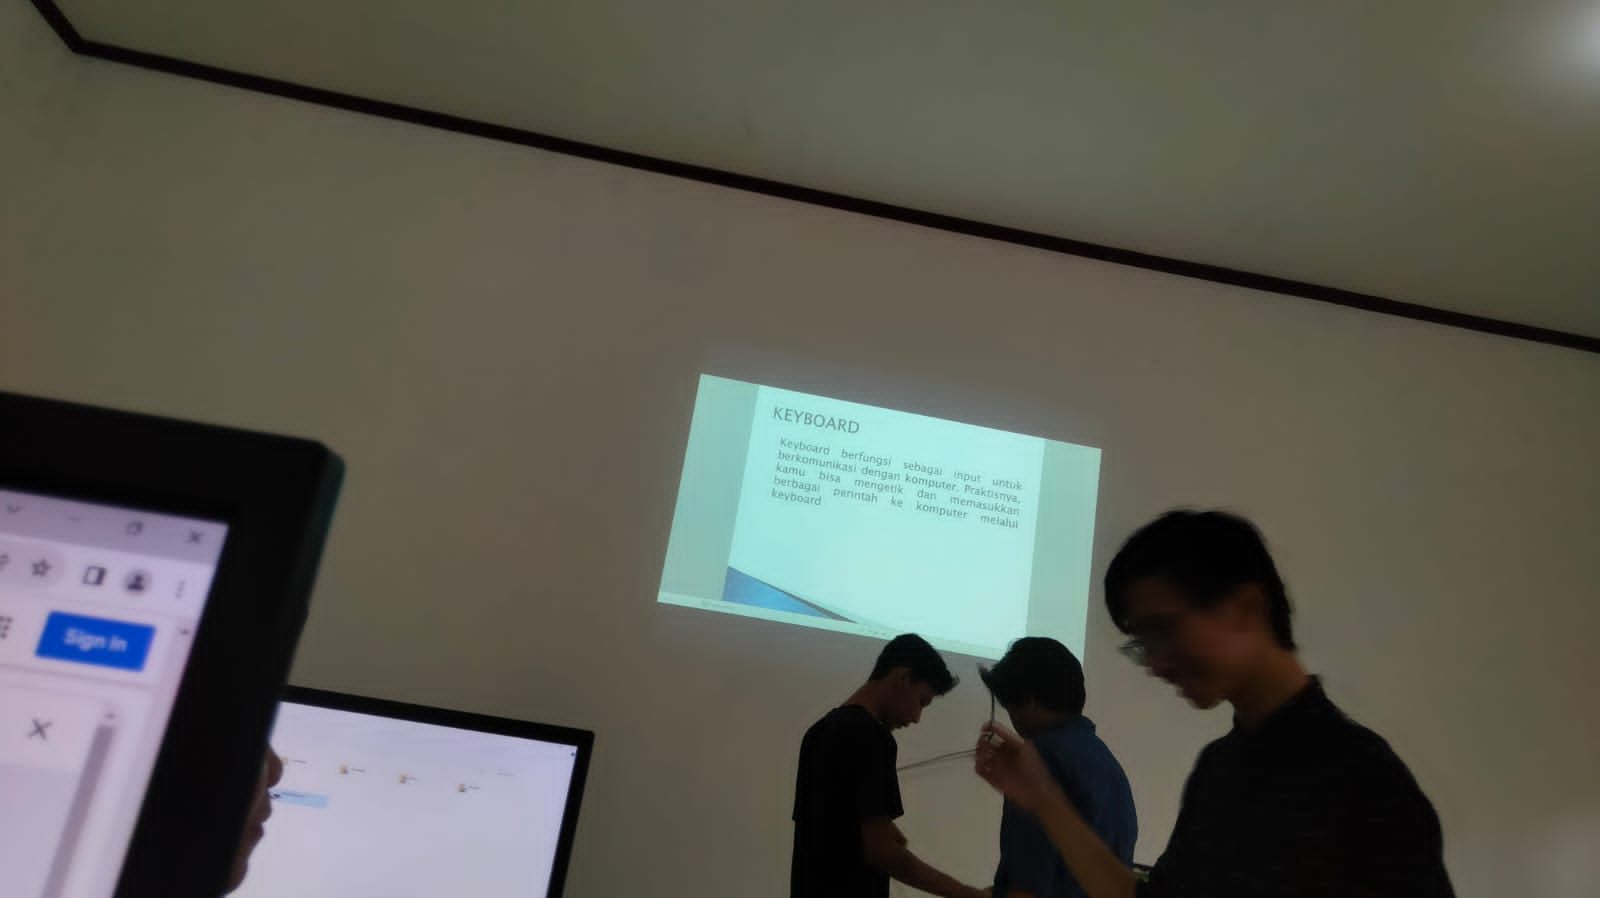 KEYBOARD
Keyboard berfungsi sebagai input untuk
berkomunikasi dengan komputer. Praktisnya,
kamu bisa mengetik dan memasukkan
berbagai perintah ke komputer melalui
keyboard
Sign in